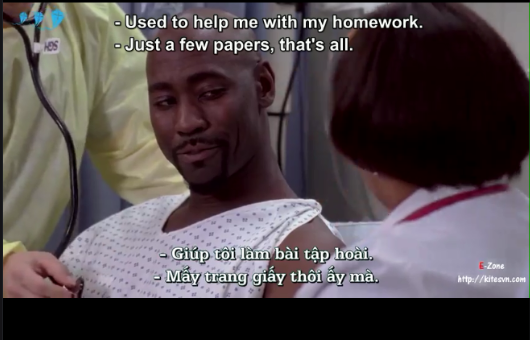 - Used to help me with my homework.
- Just a few papers, that's all.
- Giúp tôi làm bài tập hoài.
- Mấy trang giấy thôi ấy mà.
E-Zone
http://kitesvn.com